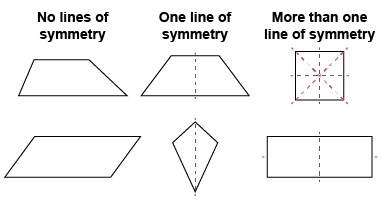 No lines of
symmetry
One line of
symmetry
More than one
line of symmetry